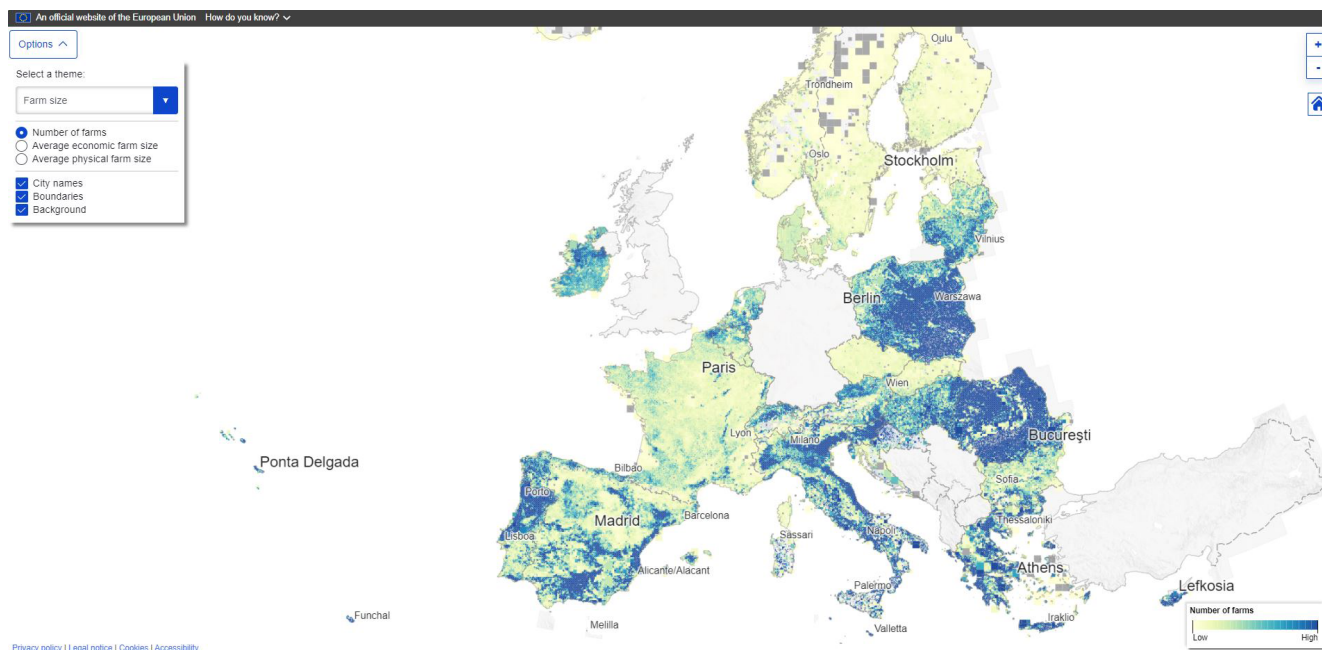 An official website of the European Union How do you know?
Options
Select a theme:
Farm size
Number of farms
Average economic farm size
Average physical farm size
City names
Boundaries
Background
+
-
Oulu
Trondheim
Oslo
Stockholm
Vilnius
Berlin
Warszawa
Paris
Wien
Lyon
Milano
Bucureşti
Ponta Delgada
Bilbao
Sofia
Porto
Madrid
Barcelona
Thessaloniki
Lisboa
Napoli
Sassari
Alicante/Alacant
Athens
Palermo
Lefkosia
Funchal
Melilla
Valletta
Iraklio
Number of farms
Low High
Privacy policy | Legal notice | Cookies | Accessibility